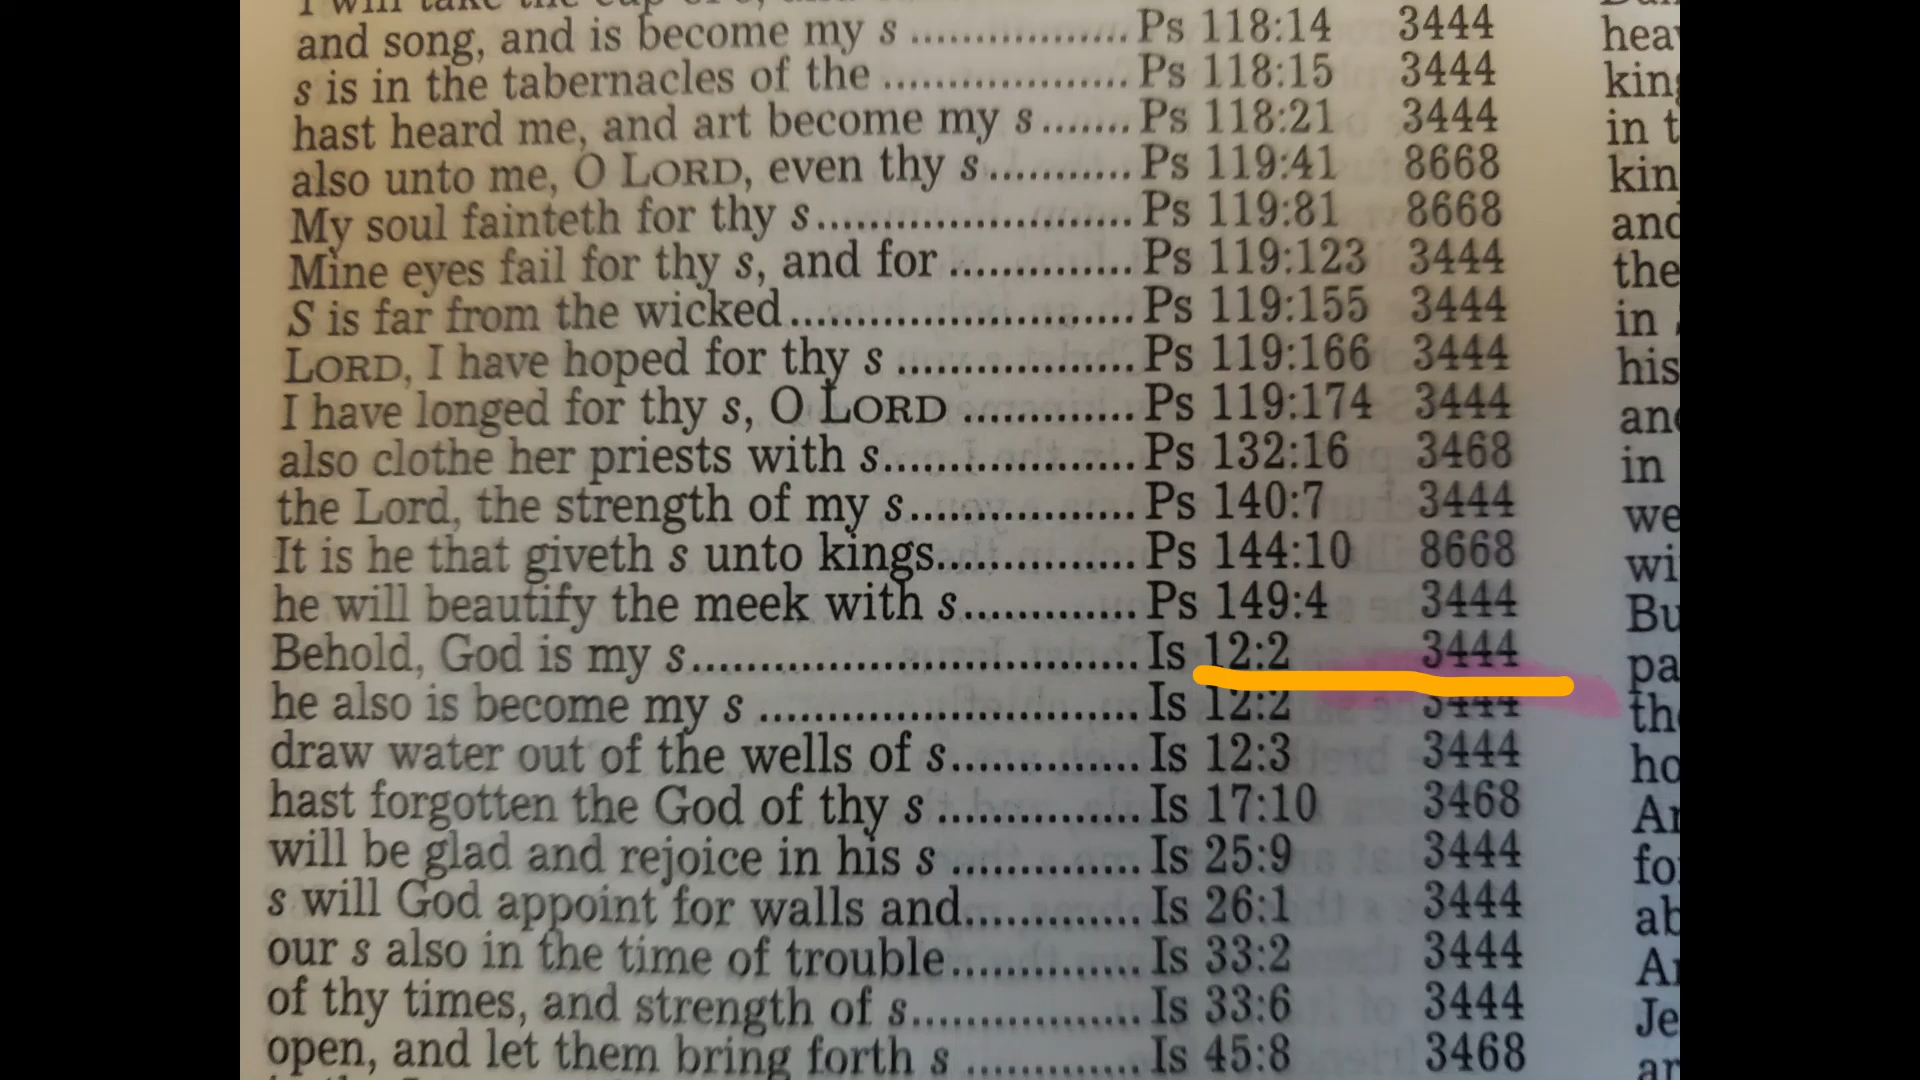 and song, and is become my s ................. Ps 118:14 3444
s is in the tabernacles of the ................... Ps 118:15 3444
hast heard me, and art become my s ....... Ps 118:21 3444
also unto me, O LORD, even thy s ........... Ps 119:41 8668
My soul fainteth for thy s ........................ Ps 119:81 8668
Mine eyes fail for thy s, and for .............. Ps 119:123 3444
S is far from the wicked .......................... Ps 119:155 3444
LORD, I have hoped for thy s .................. Ps 119:166 3444
I have longed for thy s, O LORD ............. Ps 119:174 3444
also clothe her priests with s ................... Ps 132:16 3468
the Lord, the strength of my s ................. Ps 140:7 3444
It is he that giveth s unto kings ............... Ps 144:10 8668
he will beautify the meek with s ............. Ps 149:4 3444
Behold, God is my s .................................. Is 12:2 3444
he also is become my s ............................. Is 12:2 3444
draw water out of the wells of s .............. Is 12:3 3444
hast forgotten the God of thy s ............... Is 17:10 3468
will be glad and rejoice in his s .............. Is 25:9 3444
s will God appoint for walls and ............. Is 26:1 3444
our s also in the time of trouble .............. Is 33:2 3444
of thy times, and strength of s ................. Is 33:6 3444
open, and let them bring forth s ............. Is 45:8 3468